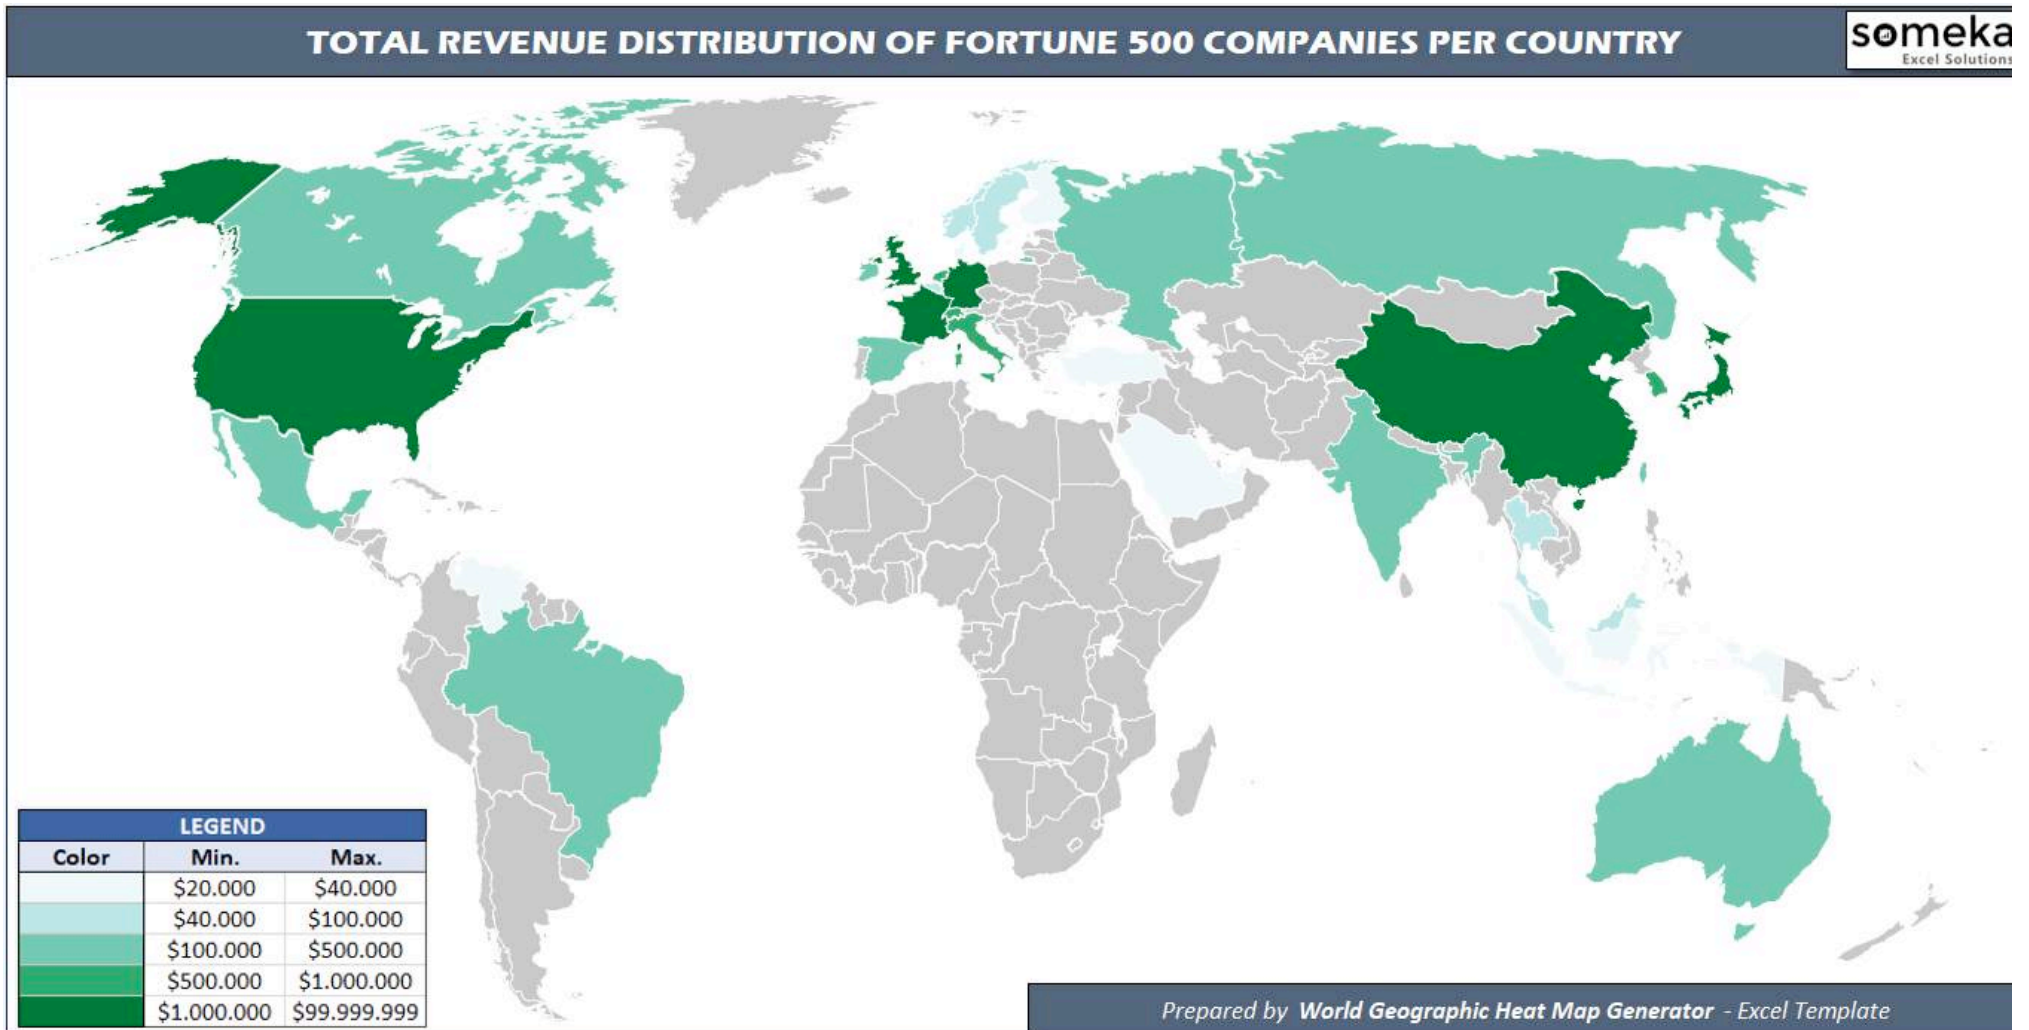 TOTAL REVENUE DISTRIBUTION OF FORTUNE 500 COMPANIES PER COUNTRY
someka
Excel Solutions
LEGEND
Color Min. Max.
$20.000 $40.000
$40.000 $100.000
$100.000 $500.000
$500.000 $1.000.000
$1.000.000 $99.999.999
Prepared by World Geographic Heat Map Generator - Excel Template